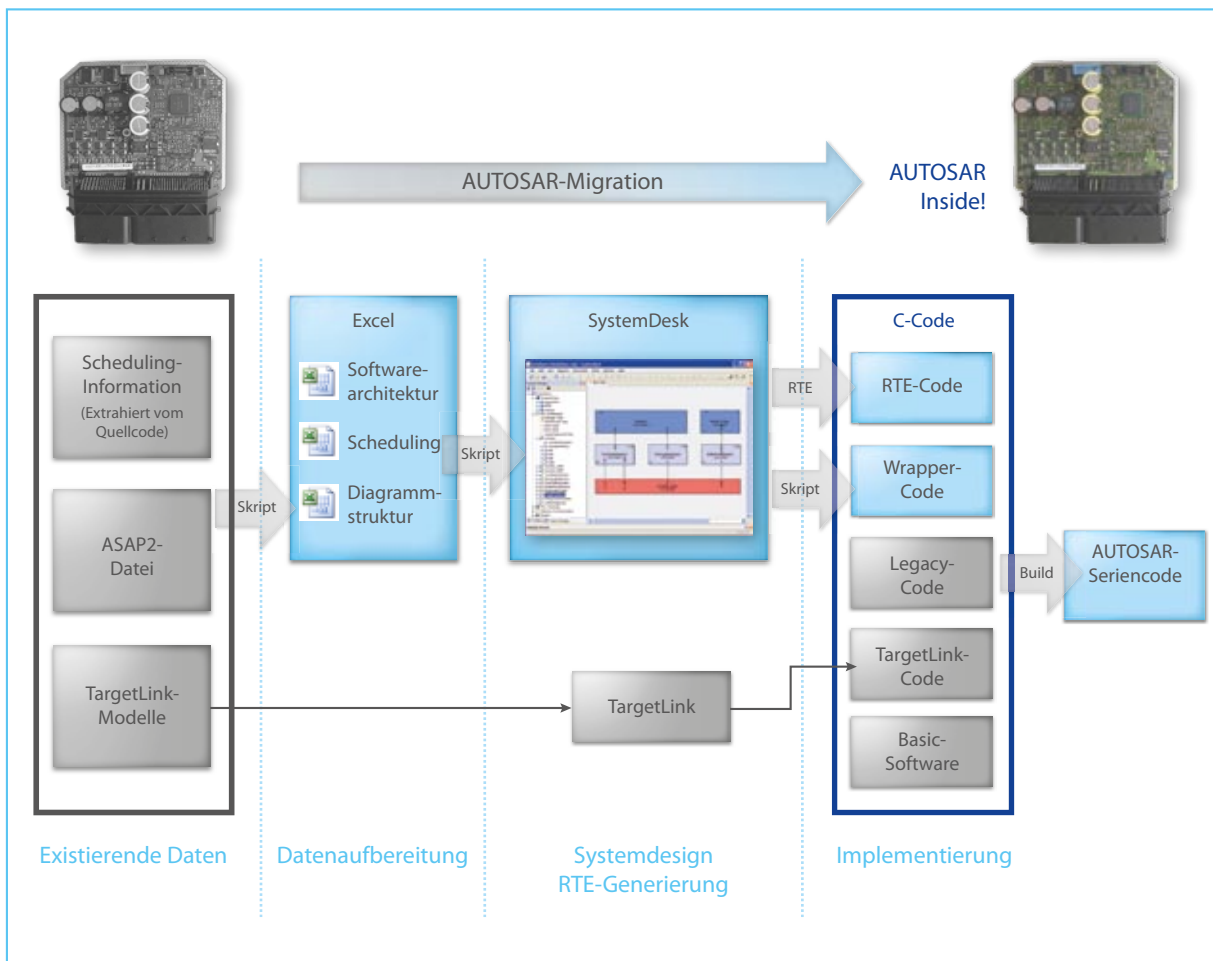 AUTOSAR-Migration
AUTOSAR
Inside!
Scheduling-
Information
(Extrahiert vom
Quellcode)
ASAP2-
Datei
TargetLink-
Modelle
Skript
Excel
Software-
architektur
Scheduling
Diagramm-
struktur
Skript
SystemDesk
RTE
Skript
TargetLink
C-Code
RTE-Code
Wrapper-
Code
Legacy-
Code
TargetLink-
Code
Basic-
Software
Build
AUTOSAR-
Seriencode
Existierende Daten
Datenaufbereitung
Systemdesign
RTE-Generierung
Implementierung